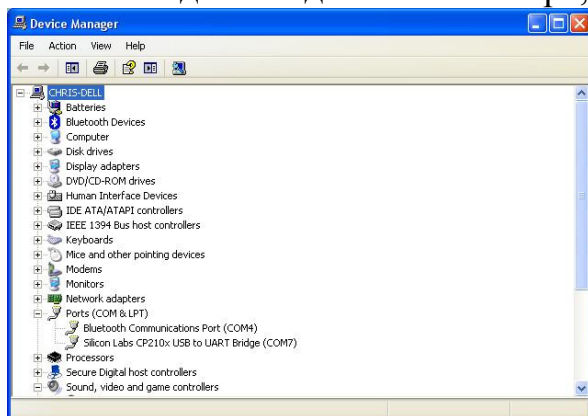 Device Manager
File Action View Help
CHRIS-DELL
Batteries
Bluetooth Devices
Computer
Disk drives
Display adapters
DVD/CD-ROM drives
Human Interface Devices
IDE ATA/ATAPI controllers
IEEE 1394 Bus host controllers
Keyboards
Mice and other pointing devices
Modems
Monitors
Network adapters
Ports (COM & LPT)
Bluetooth Communications Port (COM4)
Silicon Labs CP210x USB to UART Bridge (COM7)
Processors
Secure Digital host controllers
Sound, video and game controllers